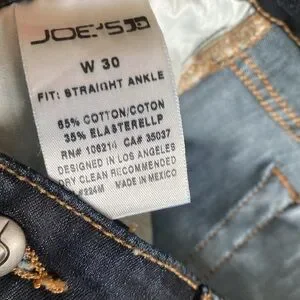 JOE'S
W 30
FIT: STRAIGHT ANKLE
65% COTTON/COTON
35% ELASTERELLP
RN# 106214 CA# 35037
DESIGNED IN LOS ANGELES
DRY CLEAN RECOMMENDED
#224M MADE IN MEXICO